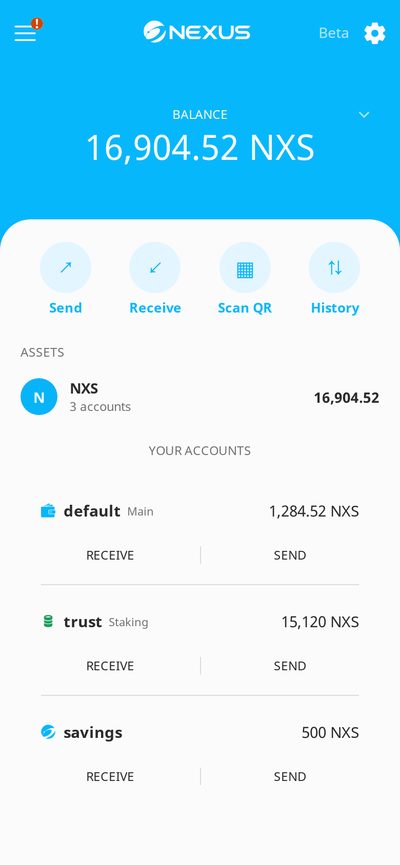 !
NEXUS
Beta
BALANCE
16,904.52 NXS
Send
Receive
Scan QR
History
ASSETS
N
NXS
3 accounts
16,904.52
YOUR ACCOUNTS
default Main
1,284.52 NXS
RECEIVE
SEND
trust Staking
15,120 NXS
RECEIVE
SEND
savings
500 NXS
RECEIVE
SEND